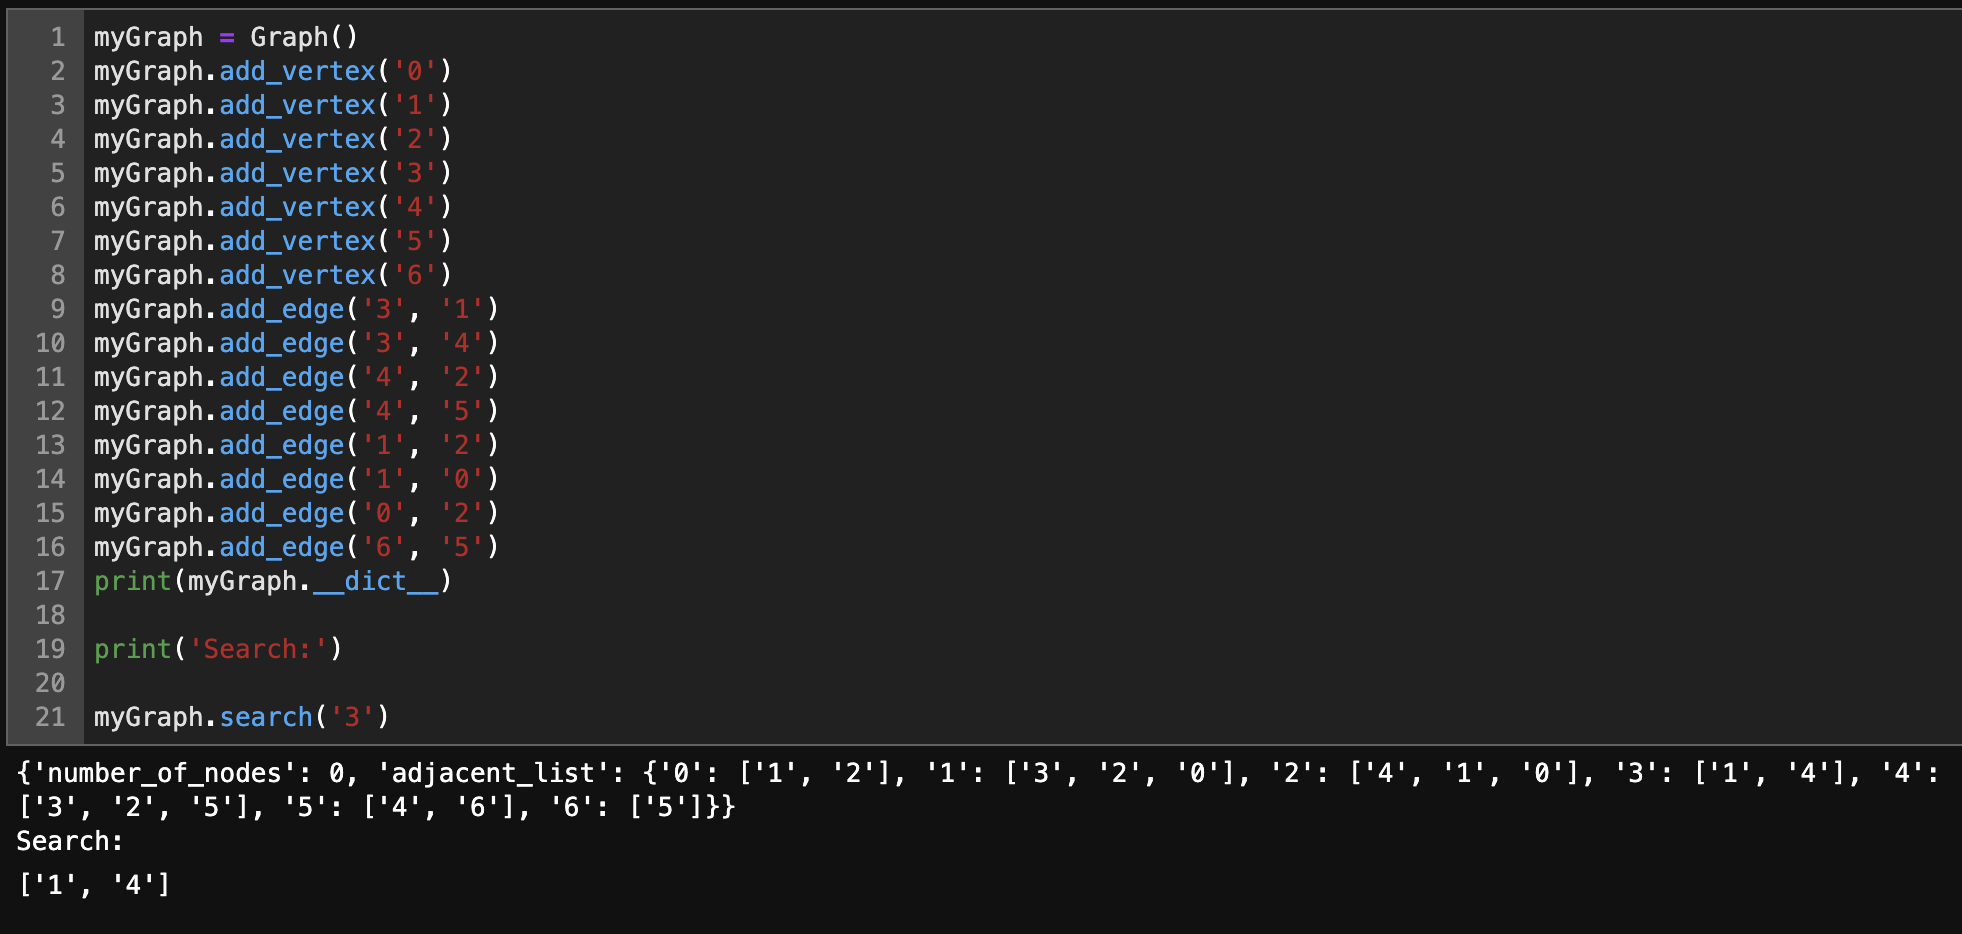 1 myGraph = Graph()
2 myGraph.add_vertex('0')
3 myGraph.add_vertex('1')
4 myGraph.add_vertex('2')
5 myGraph.add_vertex('3')
6 myGraph.add_vertex('4')
7 myGraph.add_vertex('5')
8 myGraph.add_vertex('6')
9 myGraph.add_edge('3', '1')
10 myGraph.add_edge('3', '4')
11 myGraph.add_edge('4', '2')
12 myGraph.add_edge('4', '5')
13 myGraph.add_edge('1', '2')
14 myGraph.add_edge('1', '0')
15 myGraph.add_edge('0', '2')
16 myGraph.add_edge('6', '5')
17 print(myGraph.__dict__)
18
19 print('Search:')
20
21 myGraph.search('3')
{'number_of_nodes': 0, 'adjacent_list': {'0': ['1', '2'], '1': ['3', '2', '0'], '2': ['4', '1', '0'], '3': ['1', '4'], '4':
['3', '2', '5'], '5': ['4', '6'], '6': ['5']}}
Search:
['1', '4']